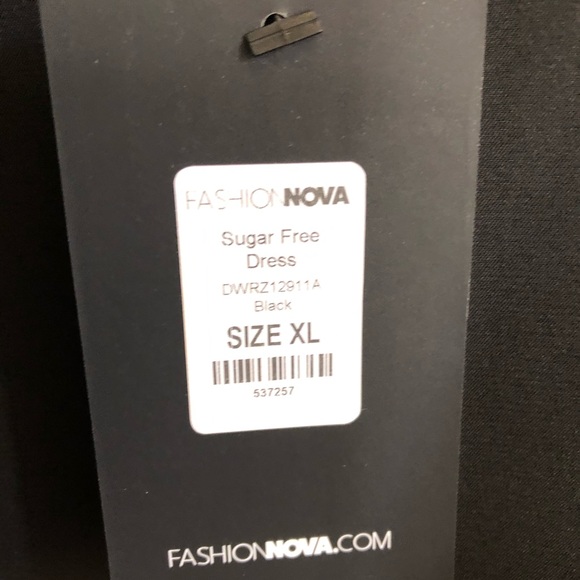 FASHIONNOVA
Sugar Free
Dress
DWRZ12911A
Black
SIZE XL
537257
FASHIONNOVA.COM